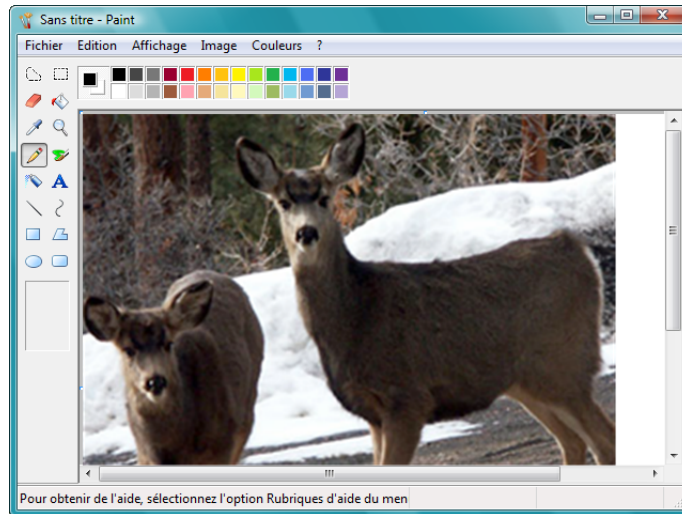 Sans titre - Paint
Fichier Edition Affichage Image Couleurs ?
A
Pour obtenir de l'aide, sélectionnez l'option Rubriques d'aide du men